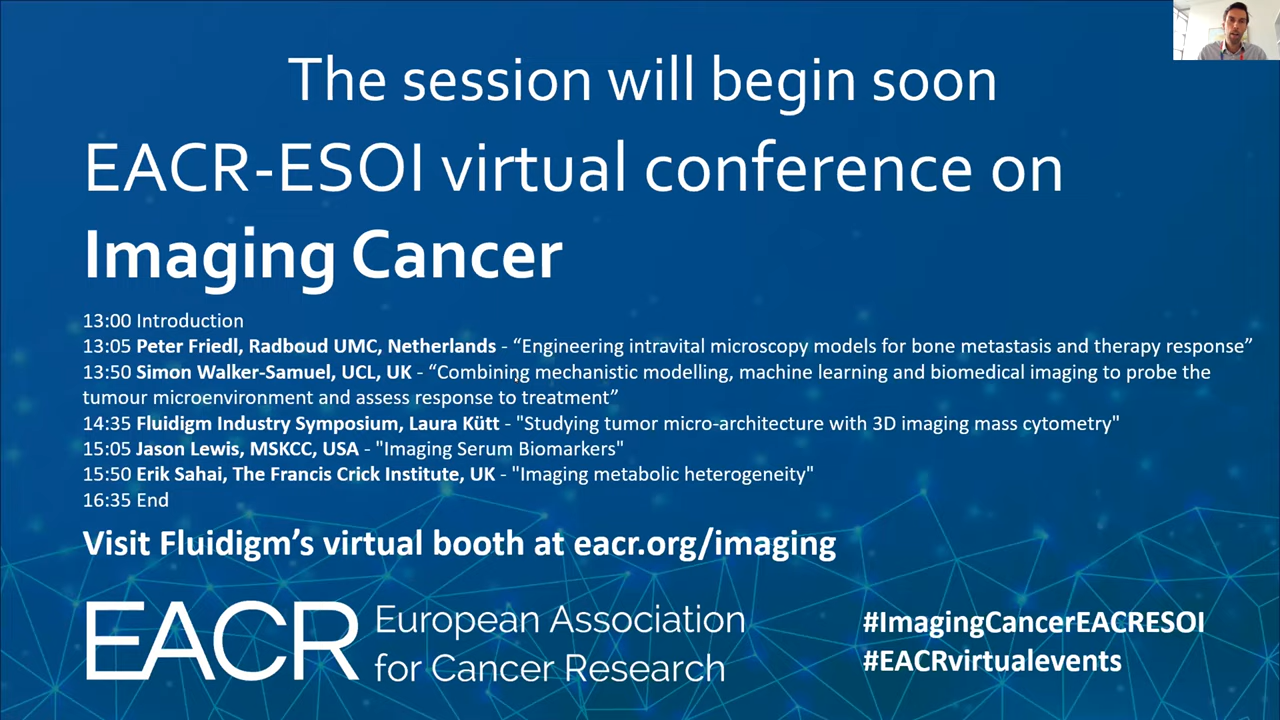 The session will begin soon
EACR-ESOI virtual conference on
Imaging Cancer
13:00 Introduction
13:05 Peter Friedl, Radboud UMC, Netherlands - “Engineering intravital microscopy models for bone metastasis and therapy response”
13:50 Simon Walker-Samuel, UCL, UK - “Combining mechanistic modelling, machine learning and biomedical imaging to probe the
tumour microenvironment and assess response to treatment”
14:35 Fluidigm Industry Symposium, Laura Kütt - "Studying tumor micro-architecture with 3D imaging mass cytometry"
15:05 Jason Lewis, MSKCC, USA - "Imaging Serum Biomarkers"
15:50 Erik Sahai, The Francis Crick Institute, UK - "Imaging metabolic heterogeneity"
16:35 End
Visit Fluidigm’s virtual booth at eacr.org/imaging
EACR European Association
for Cancer Research
#ImagingCancerEACRESOI
#EACRvirtualevents